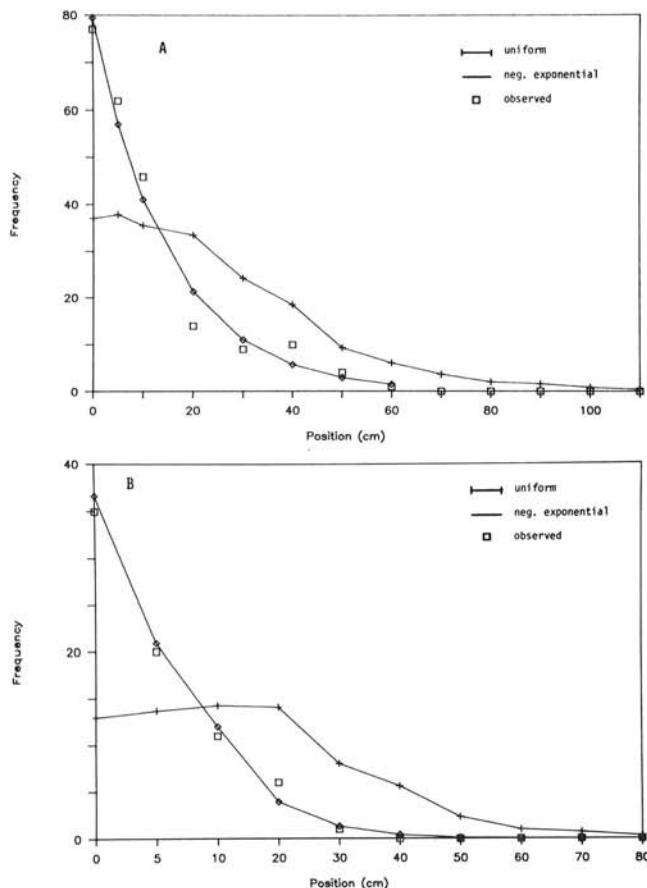 80
A
uniform
neg. exponential
observed
60
Frequency
40
20
0
0 20 40 60 80 100
Position (cm)
40
B
uniform
neg. exponential
observed
Frequency
20
0
0 5 10 20 30 40 50 60 70 80
Position (cm)